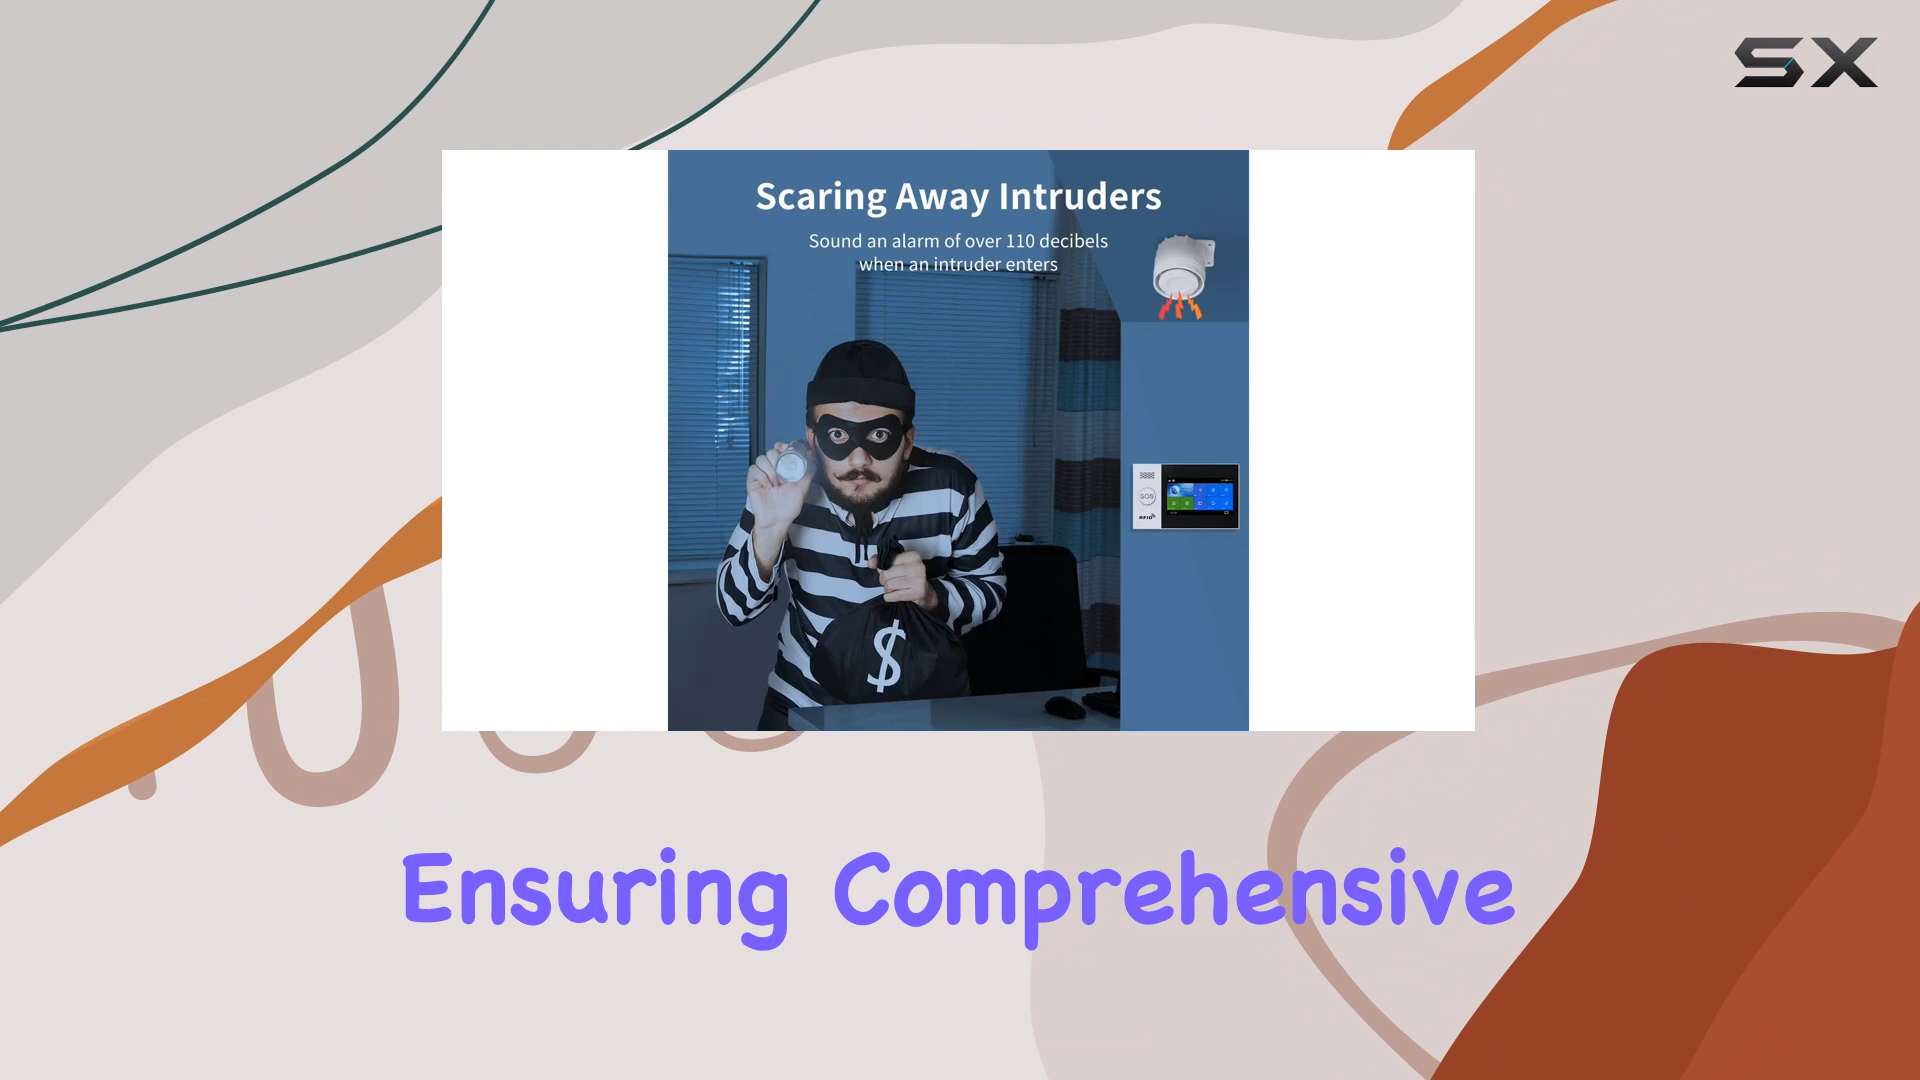 SX
Scaring Away Intruders
Sound an alarm of over 110 decibels
when an intruder enters
SOS
RFID
$
Ensuring Comprehensive